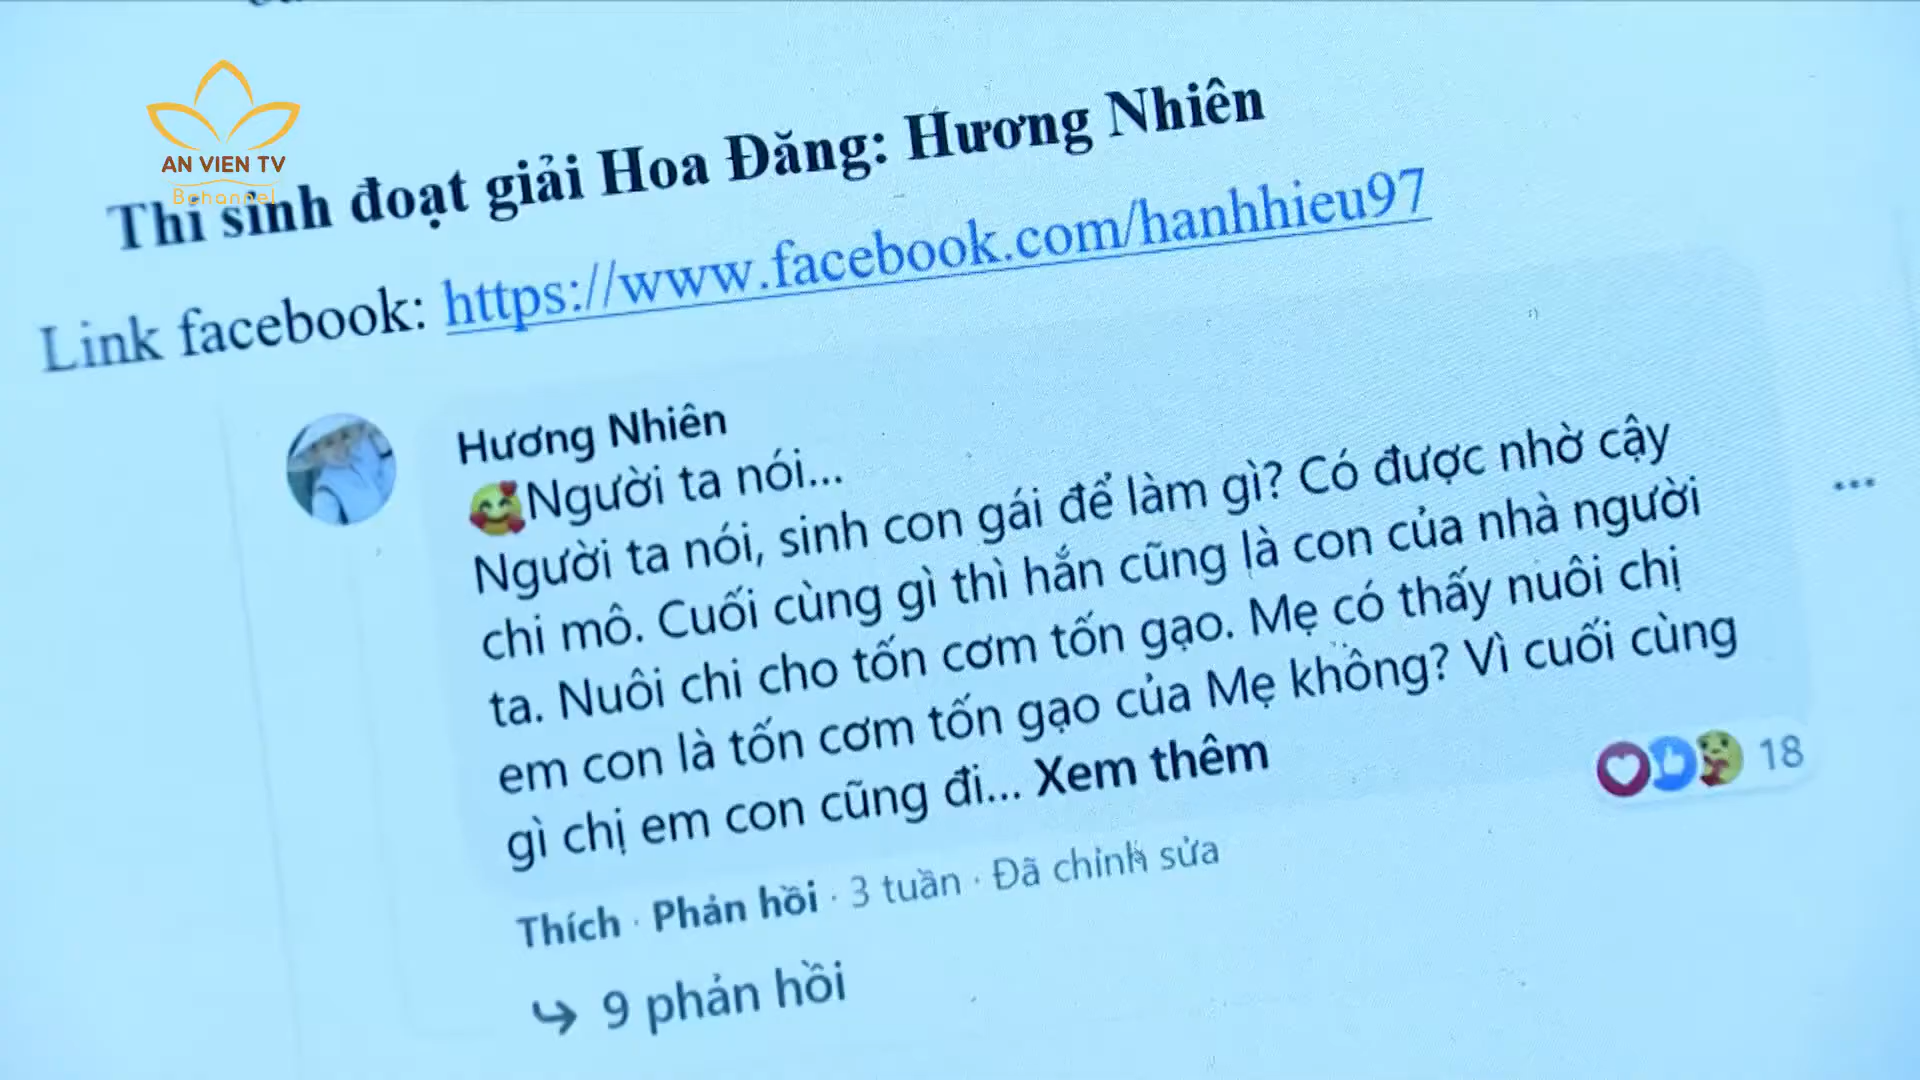 AN VIEN TV
Bchannel
Thí sinh đoạt giải Hoa Đăng: Hương Nhiên
Link facebook: https://www.facebook.com/hanhhieu97
Hương Nhiên
Người ta nói...
Người ta nói, sinh con gái để làm gì? Có được nhờ cậy
chi mô. Cuối cùng gì thì hắn cũng là con của nhà người
ta. Nuôi chi cho tốn cơm tốn gạo. Mẹ có thấy nuôi chị
em con là tốn cơm tốn gạo của Mẹ không? Vì cuối cùng
gì chị em con cũng đi... Xem thêm
18
Thích · Phản hồi · 3 tuần · Đã chỉnh sửa
9 phản hồi